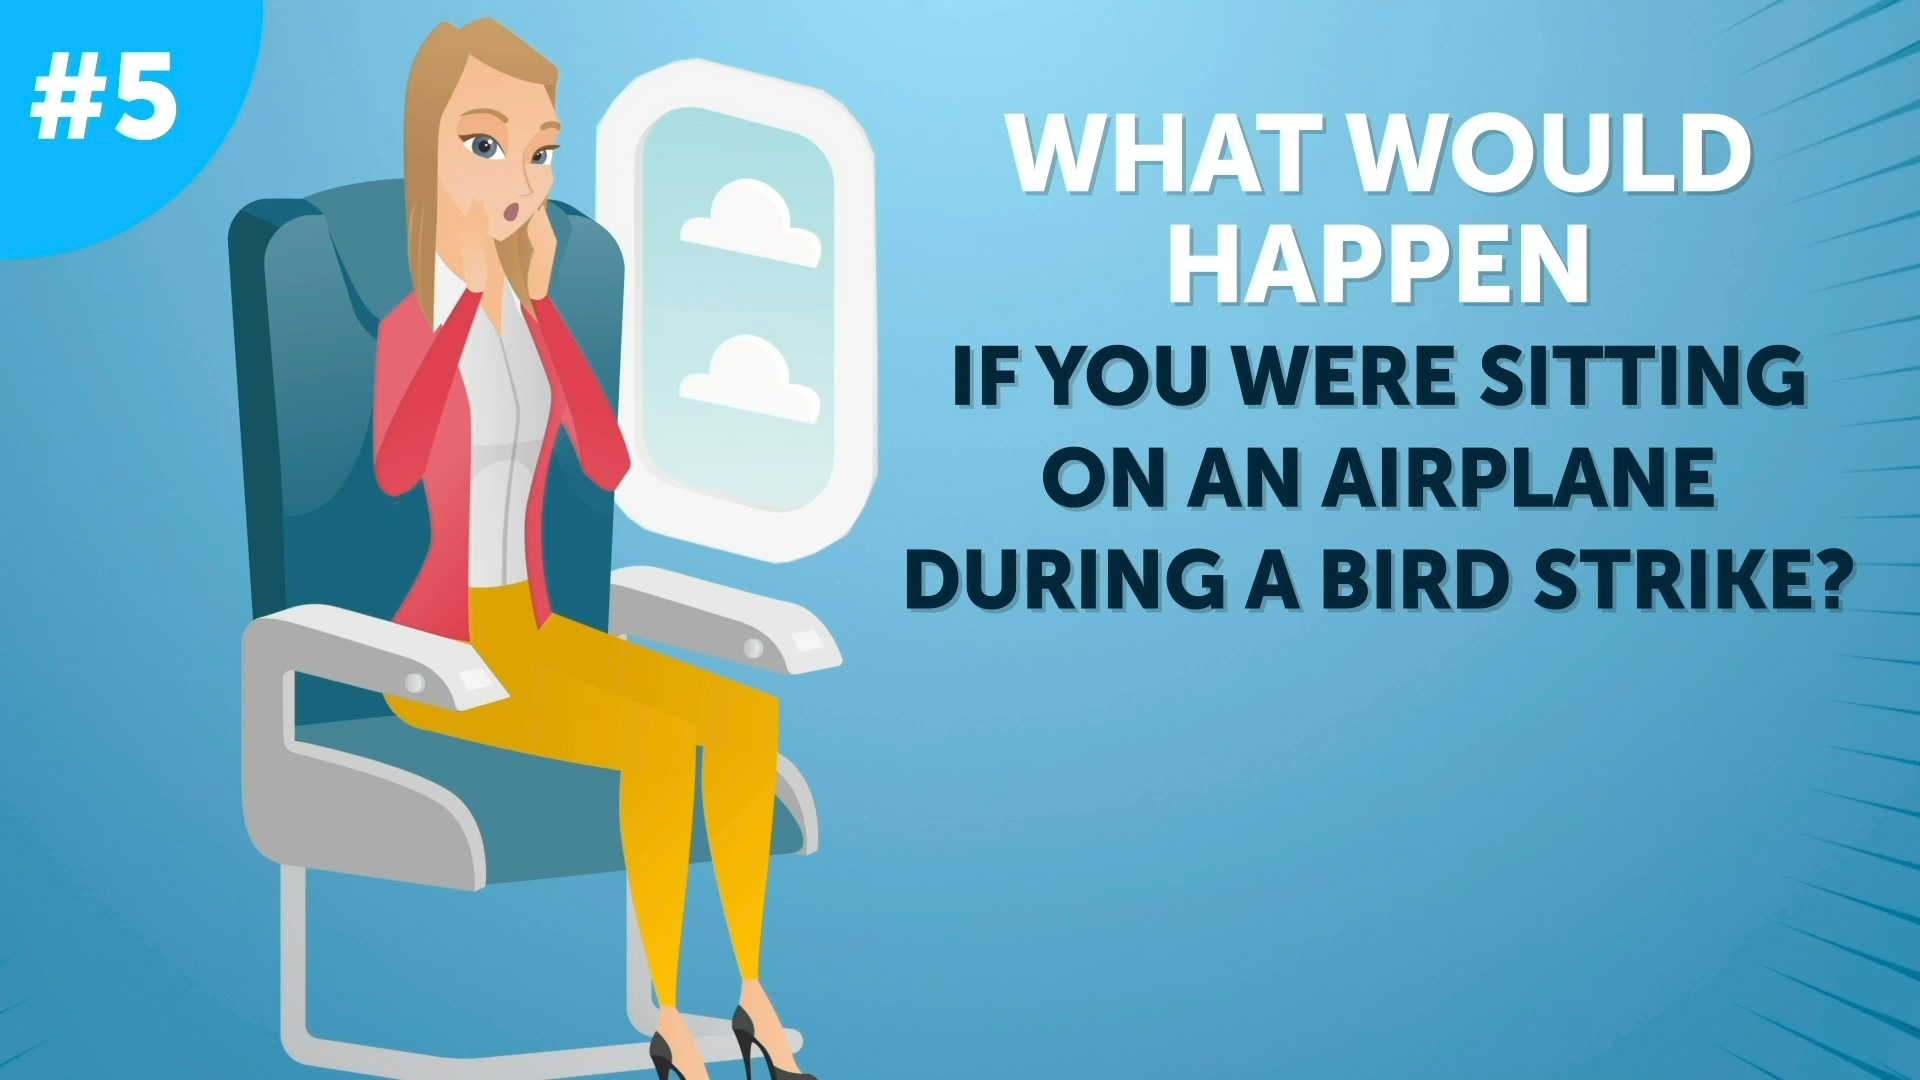 #5
WHAT WOULD
HAPPEN
IF YOU WERE SITTING
ON AN AIRPLANE
DURING A BIRD STRIKE?